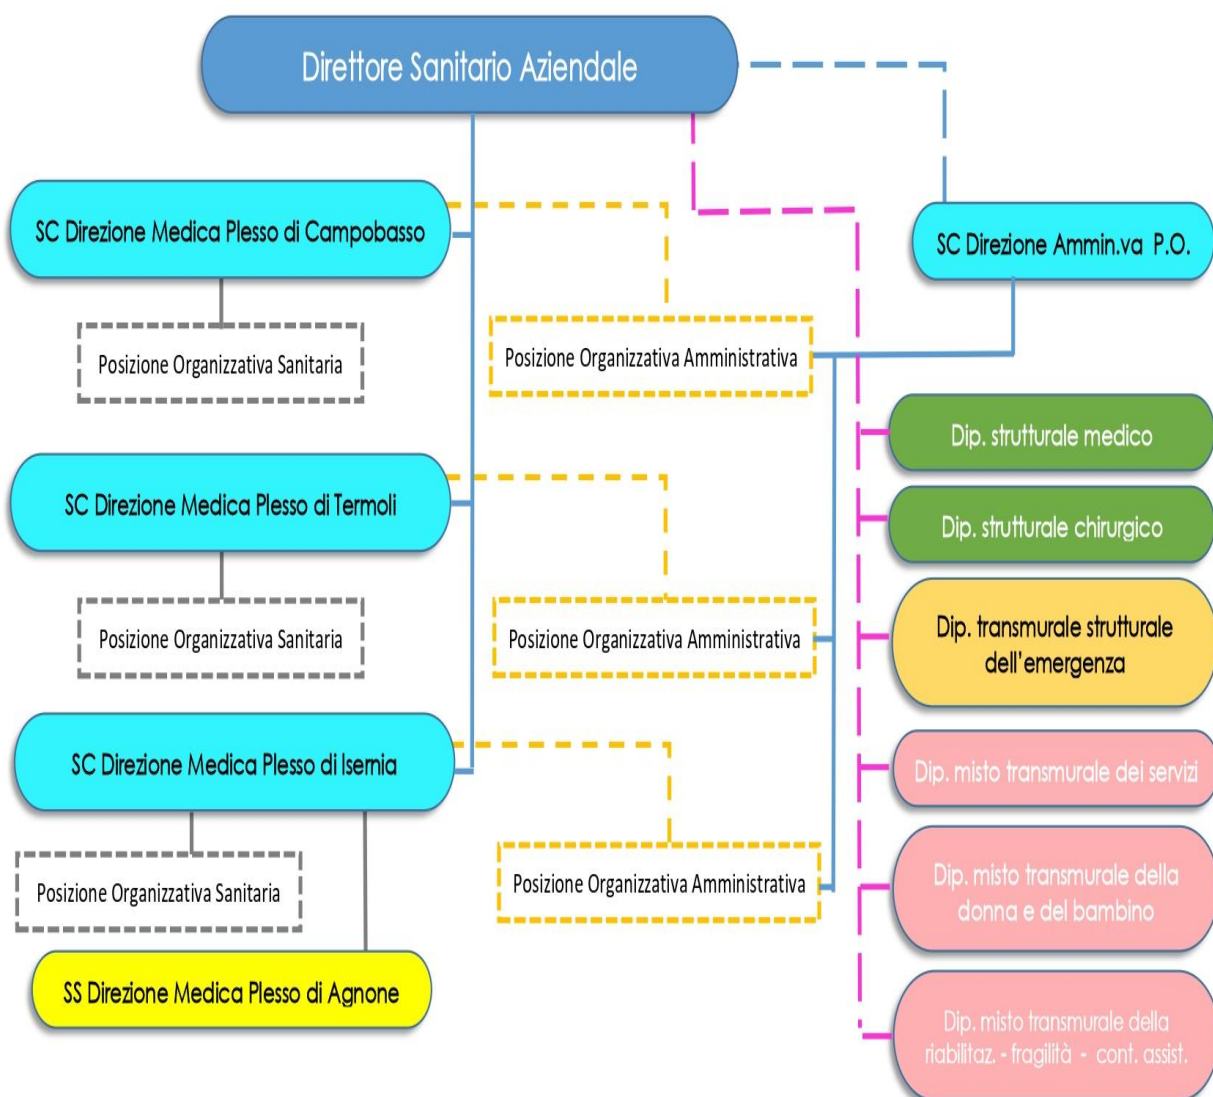 Direttore Sanitario Aziendale
SC Direzione Medica Plesso di Campobasso
SC Direzione Ammin.va P.O.
Posizione Organizzativa Sanitaria
Posizione Organizzativa Amministrativa
Dip. strutturale medico
SC Direzione Medica Plesso di Termoli
Dip. strutturale chirurgico
Posizione Organizzativa Sanitaria
Posizione Organizzativa Amministrativa
Dip. transmurale strutturale
dell'emergenza
SC Direzione Medica Plesso di Isernia
Dip. misto transmurale dei servizi
Posizione Organizzativa Sanitaria
Posizione Organizzativa Amministrativa
Dip. misto transmurale della
donna e del bambino
SS Direzione Medica Plesso di Agnone
Dip. misto transmurale della
riabilitaz. - fragilità - cont. assist.